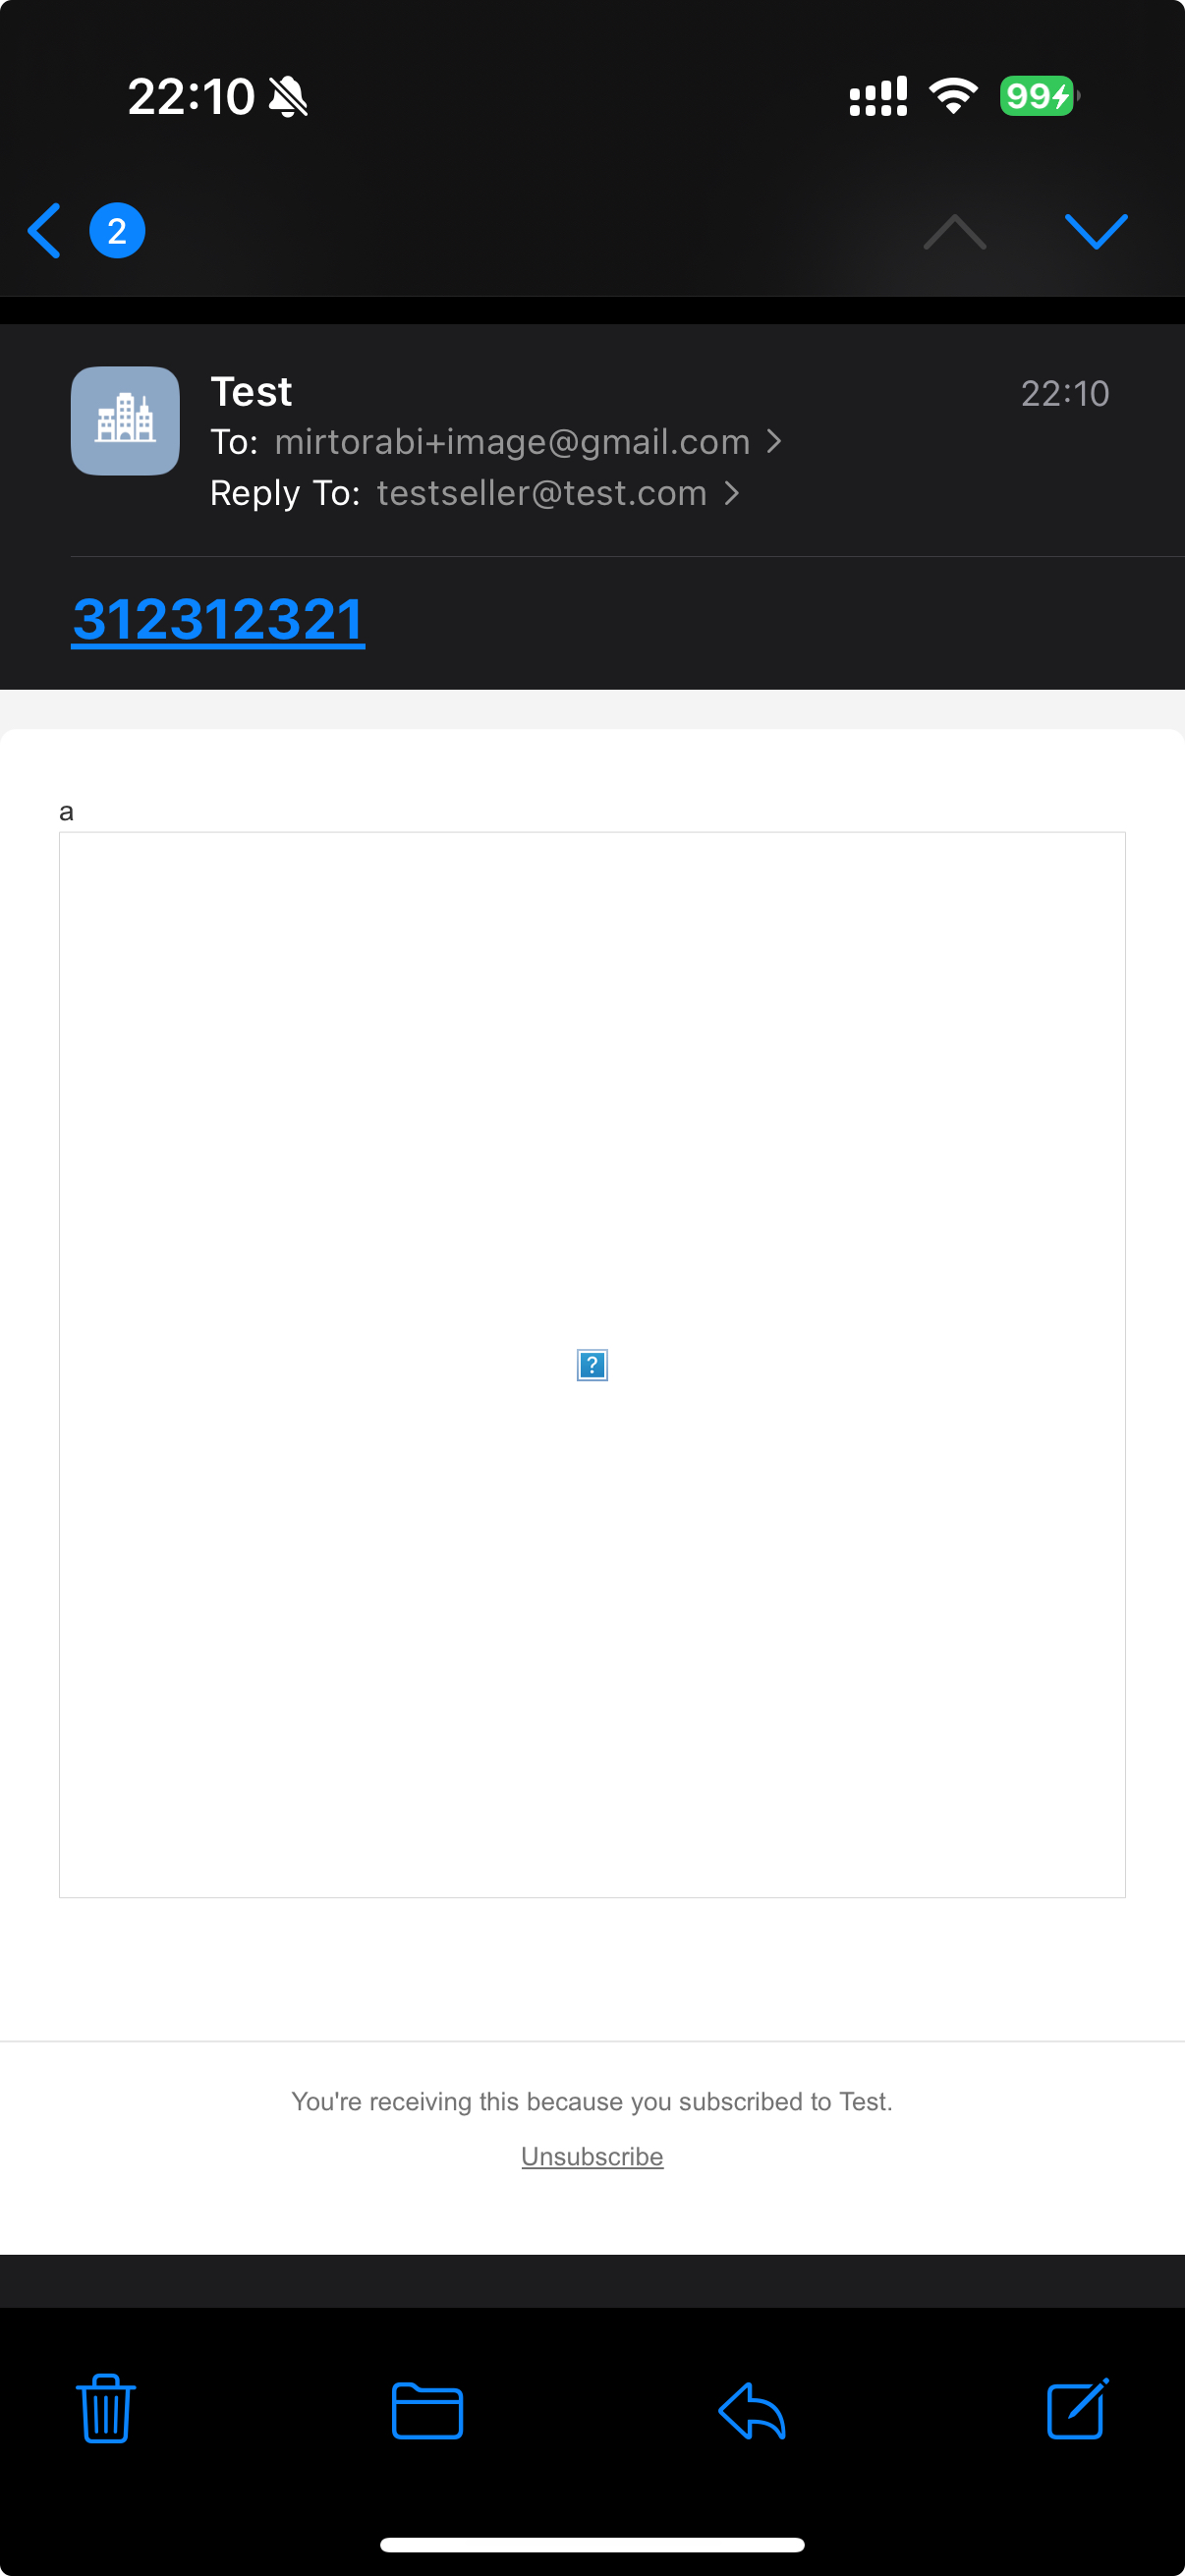 22:10
99
2
Test
22:10
To: mirtorabi+image@gmail.com
Reply To: testseller@test.com
312312321
a
?
You're receiving this because you subscribed to Test.
Unsubscribe